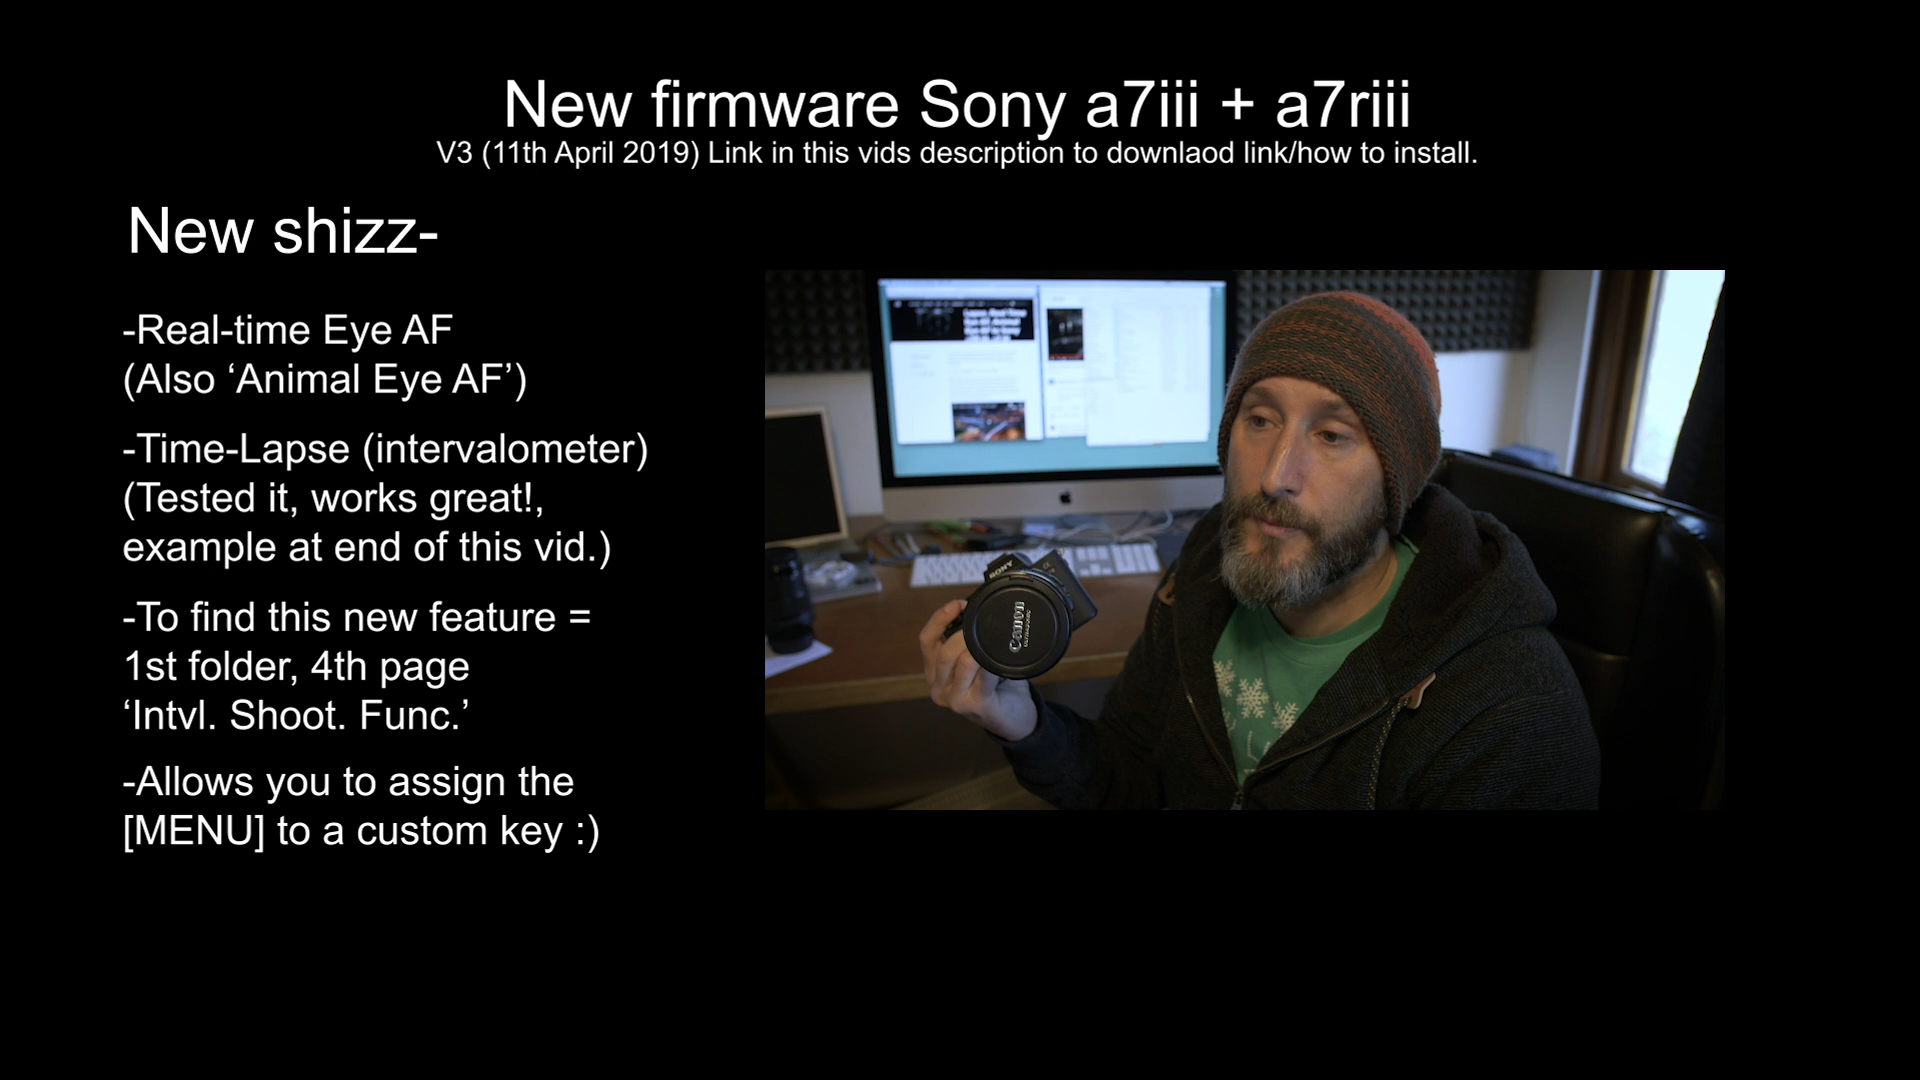 New firmware Sony a7iii + a7riii
V3 (11th April 2019) Link in this vids description to downlaod link/how to install.
New shizz-
-Real-time Eye AF
(Also ‘Animal Eye AF’)
-Time-Lapse (intervalometer)
(Tested it, works great!,
example at end of this vid.)
-To find this new feature =
1st folder, 4th page
‘Intvl. Shoot. Func.’
-Allows you to assign the
[MENU] to a custom key :)
SONY
Canon